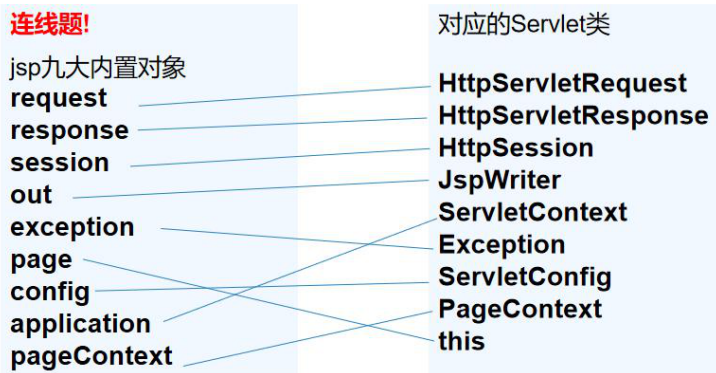 连线题!
jsp九大内置对象
request
response
session
out
exception
page
config
application
pageContext
对应的Servlet类
HttpServletRequest
HttpServletResponse
HttpSession
JspWriter
ServletContext
Exception
ServletConfig
PageContext
this